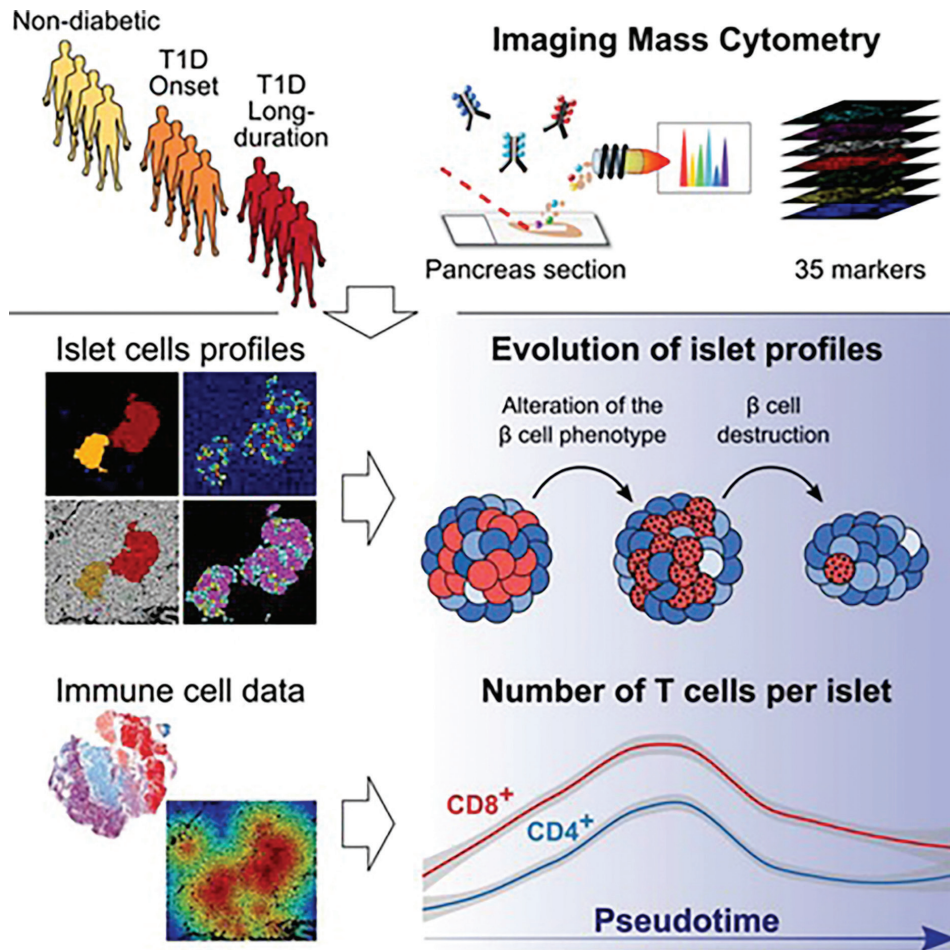 Non-diabetic
T1D
Onset
T1D
Long-
duration
Imaging Mass Cytometry
Pancreas section
35 markers
Islet cells profiles
Evolution of islet profiles
Alteration of the
β cell phenotype
β cell
destruction
Immune cell data
Number of T cells per islet
CD8+
CD4+
Pseudotime